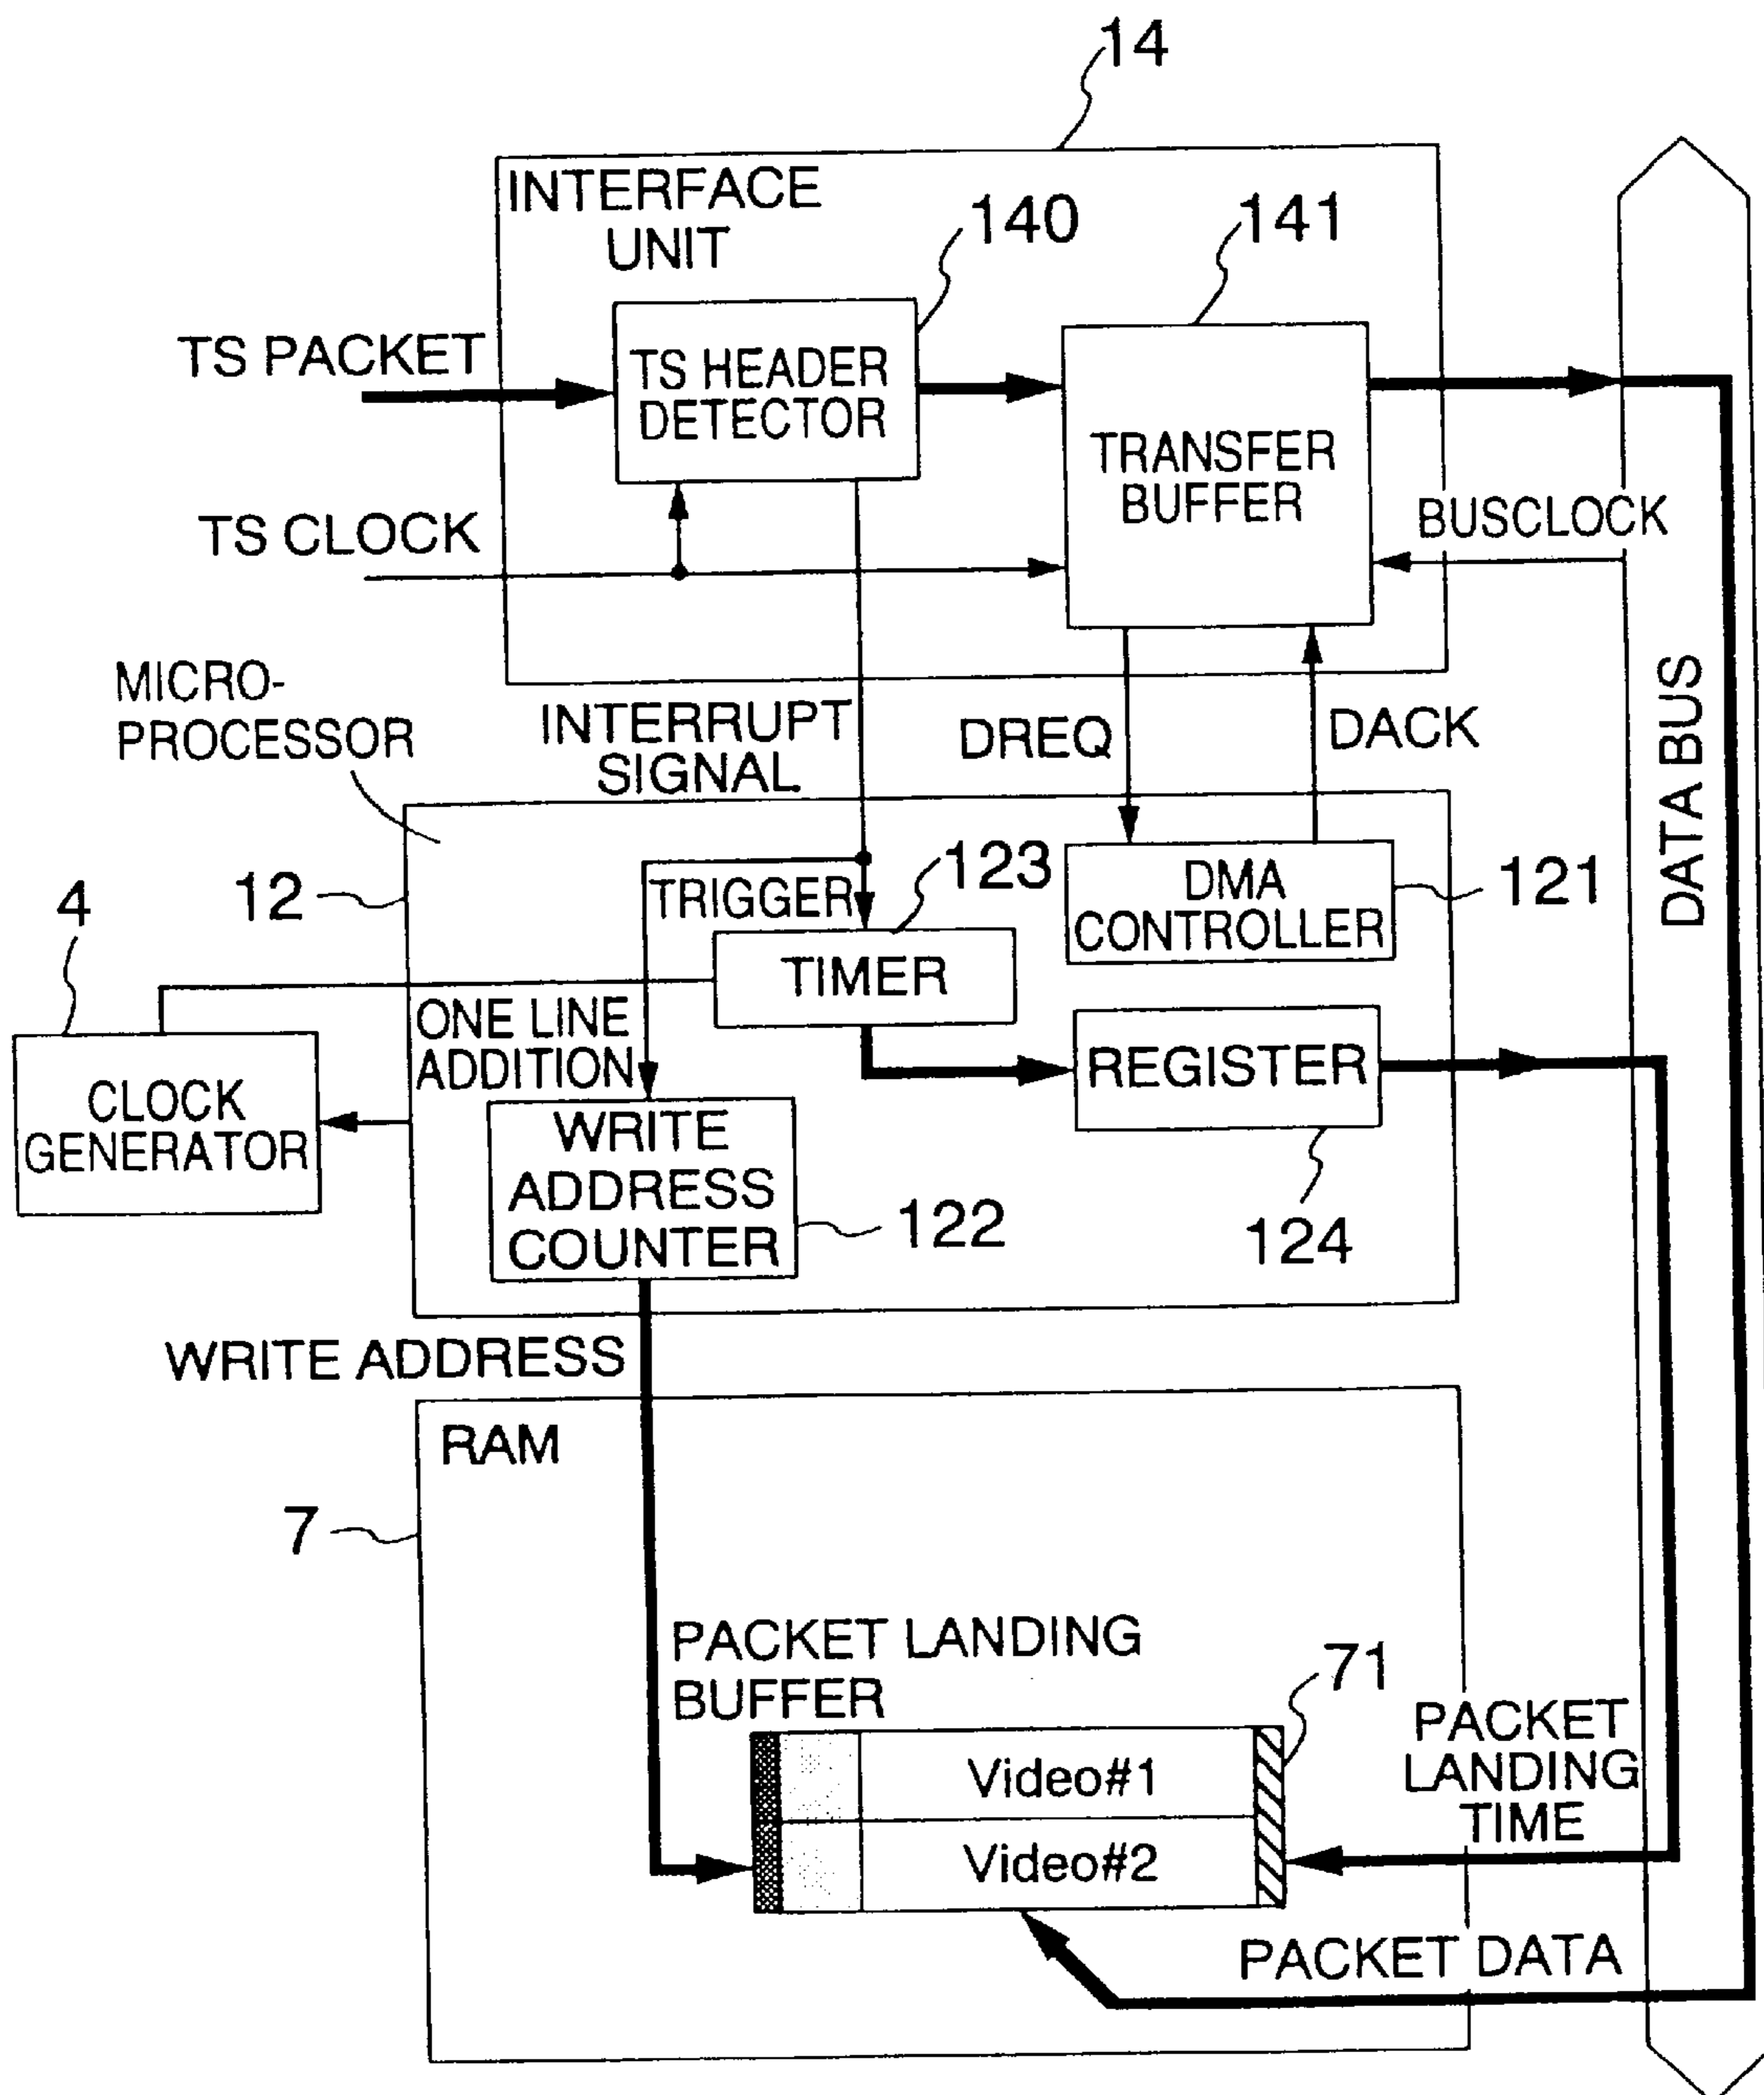 14
INTERFACE
UNIT
140
141
TS PACKET
TS HEADER
DETECTOR
TRANSFER
BUFFER
TS CLOCK
BUSCLOCK
MICRO-
PROCESSOR
INTERRUPT
SIGNAL
DREQ
DACK
DATA BUS
12
4
TRIGGER
123
DMA
CONTROLLER
121
TIMER
ONE LINE
ADDITION
REGISTER
CLOCK
GENERATOR
WRITE
ADDRESS
COUNTER
122
124
WRITE ADDRESS
RAM
7
PACKET LANDING
BUFFER
71
PACKET
LANDING
TIME
Video#1
Video#2
PACKET DATA